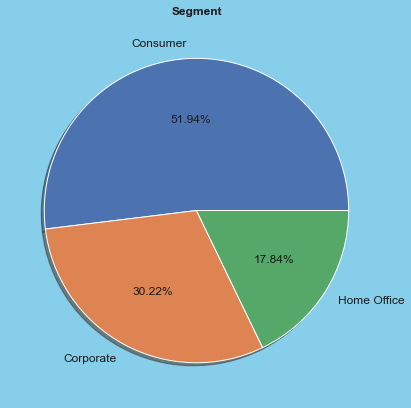 Segment
Consumer
51.94%
17.84%
30.22%
Home Office
Corporate